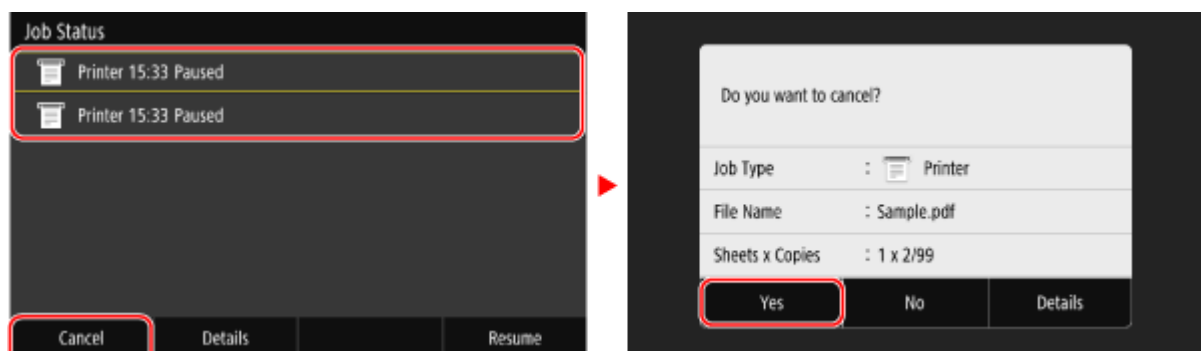 Job Status
Printer 15:33 Paused
Printer 15:33 Paused
Cancel Details Resume
Do you want to cancel?
Job Type : Printer
File Name : Sample.pdf
Sheets x Copies : 1 x 2/99
Yes No Details